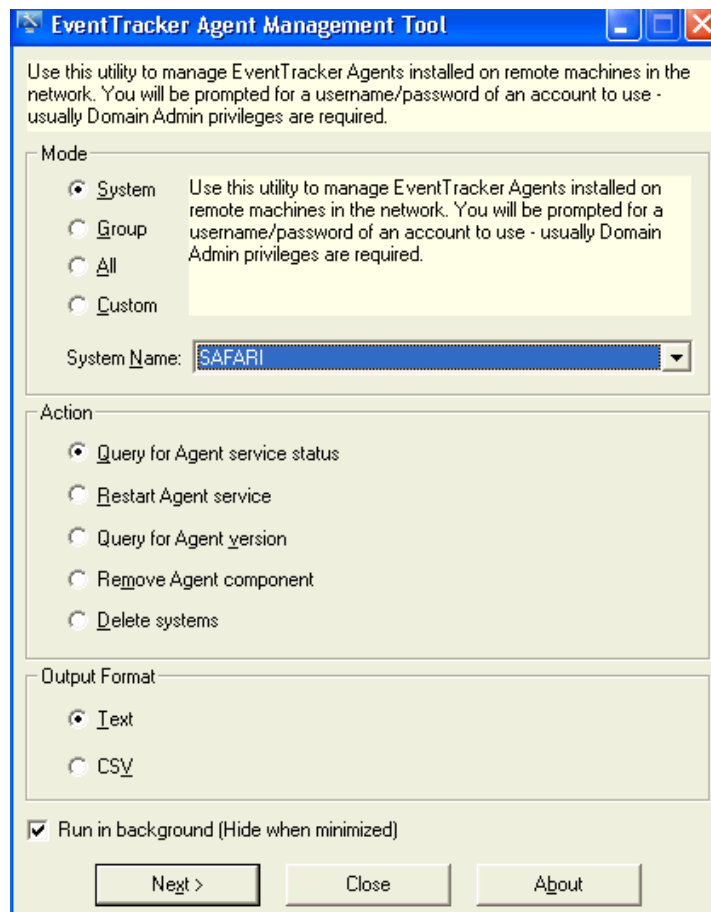 EventTracker Agent Management Tool
Use this utility to manage EventTracker Agents installed on remote machines in the
network. You will be prompted for a username/password of an account to use -
usually Domain Admin privileges are required.
Mode
System
Use this utility to manage EventTracker Agents installed on
remote machines in the network. You will be prompted for a
username/password of an account to use - usually Domain
Admin privileges are required.
Group
All
Custom
System Name:
SAFARI
Action
Query for Agent service status
Restart Agent service
Query for Agent version
Remove Agent component
Delete systems
Output Format
Text
CSV
Run in background (Hide when minimized)
Next >
Close
About